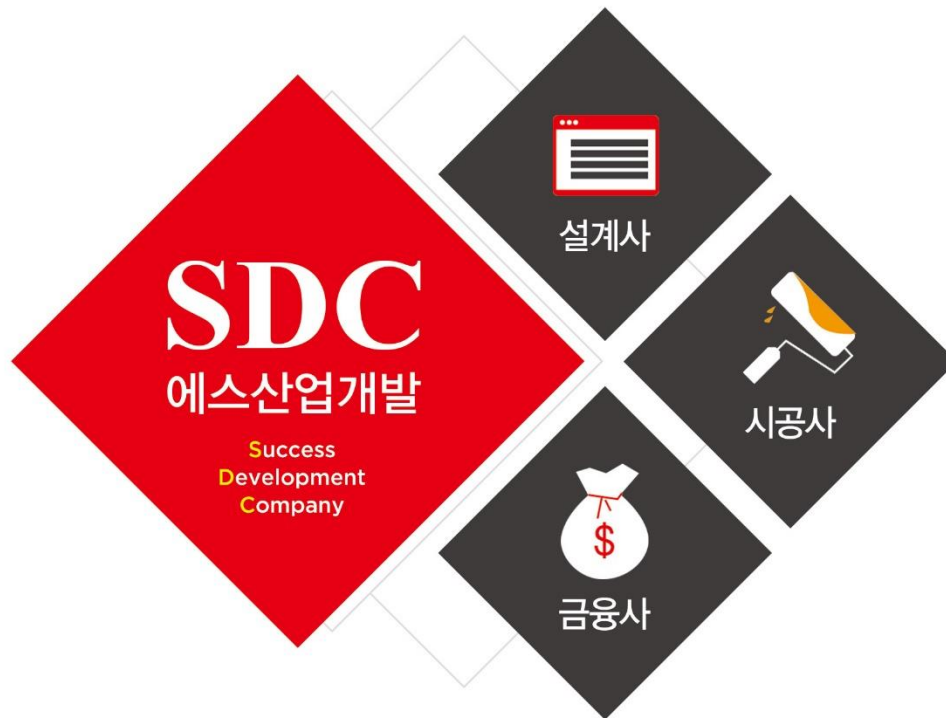 SDC
에스산업개발
Success
Development
Company
설계사
시공사
$
금융사